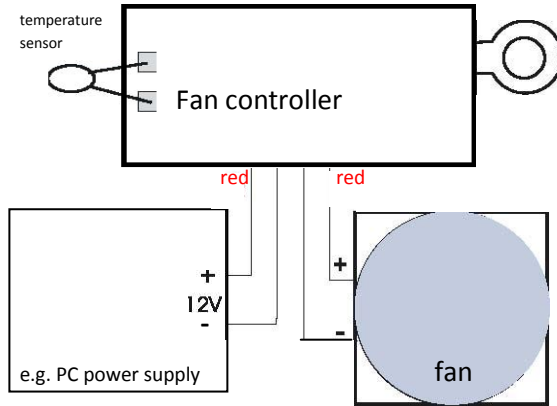 temperature
sensor
Fan controller
red
red
+
12V
-
e.g. PC power supply
+
-
fan